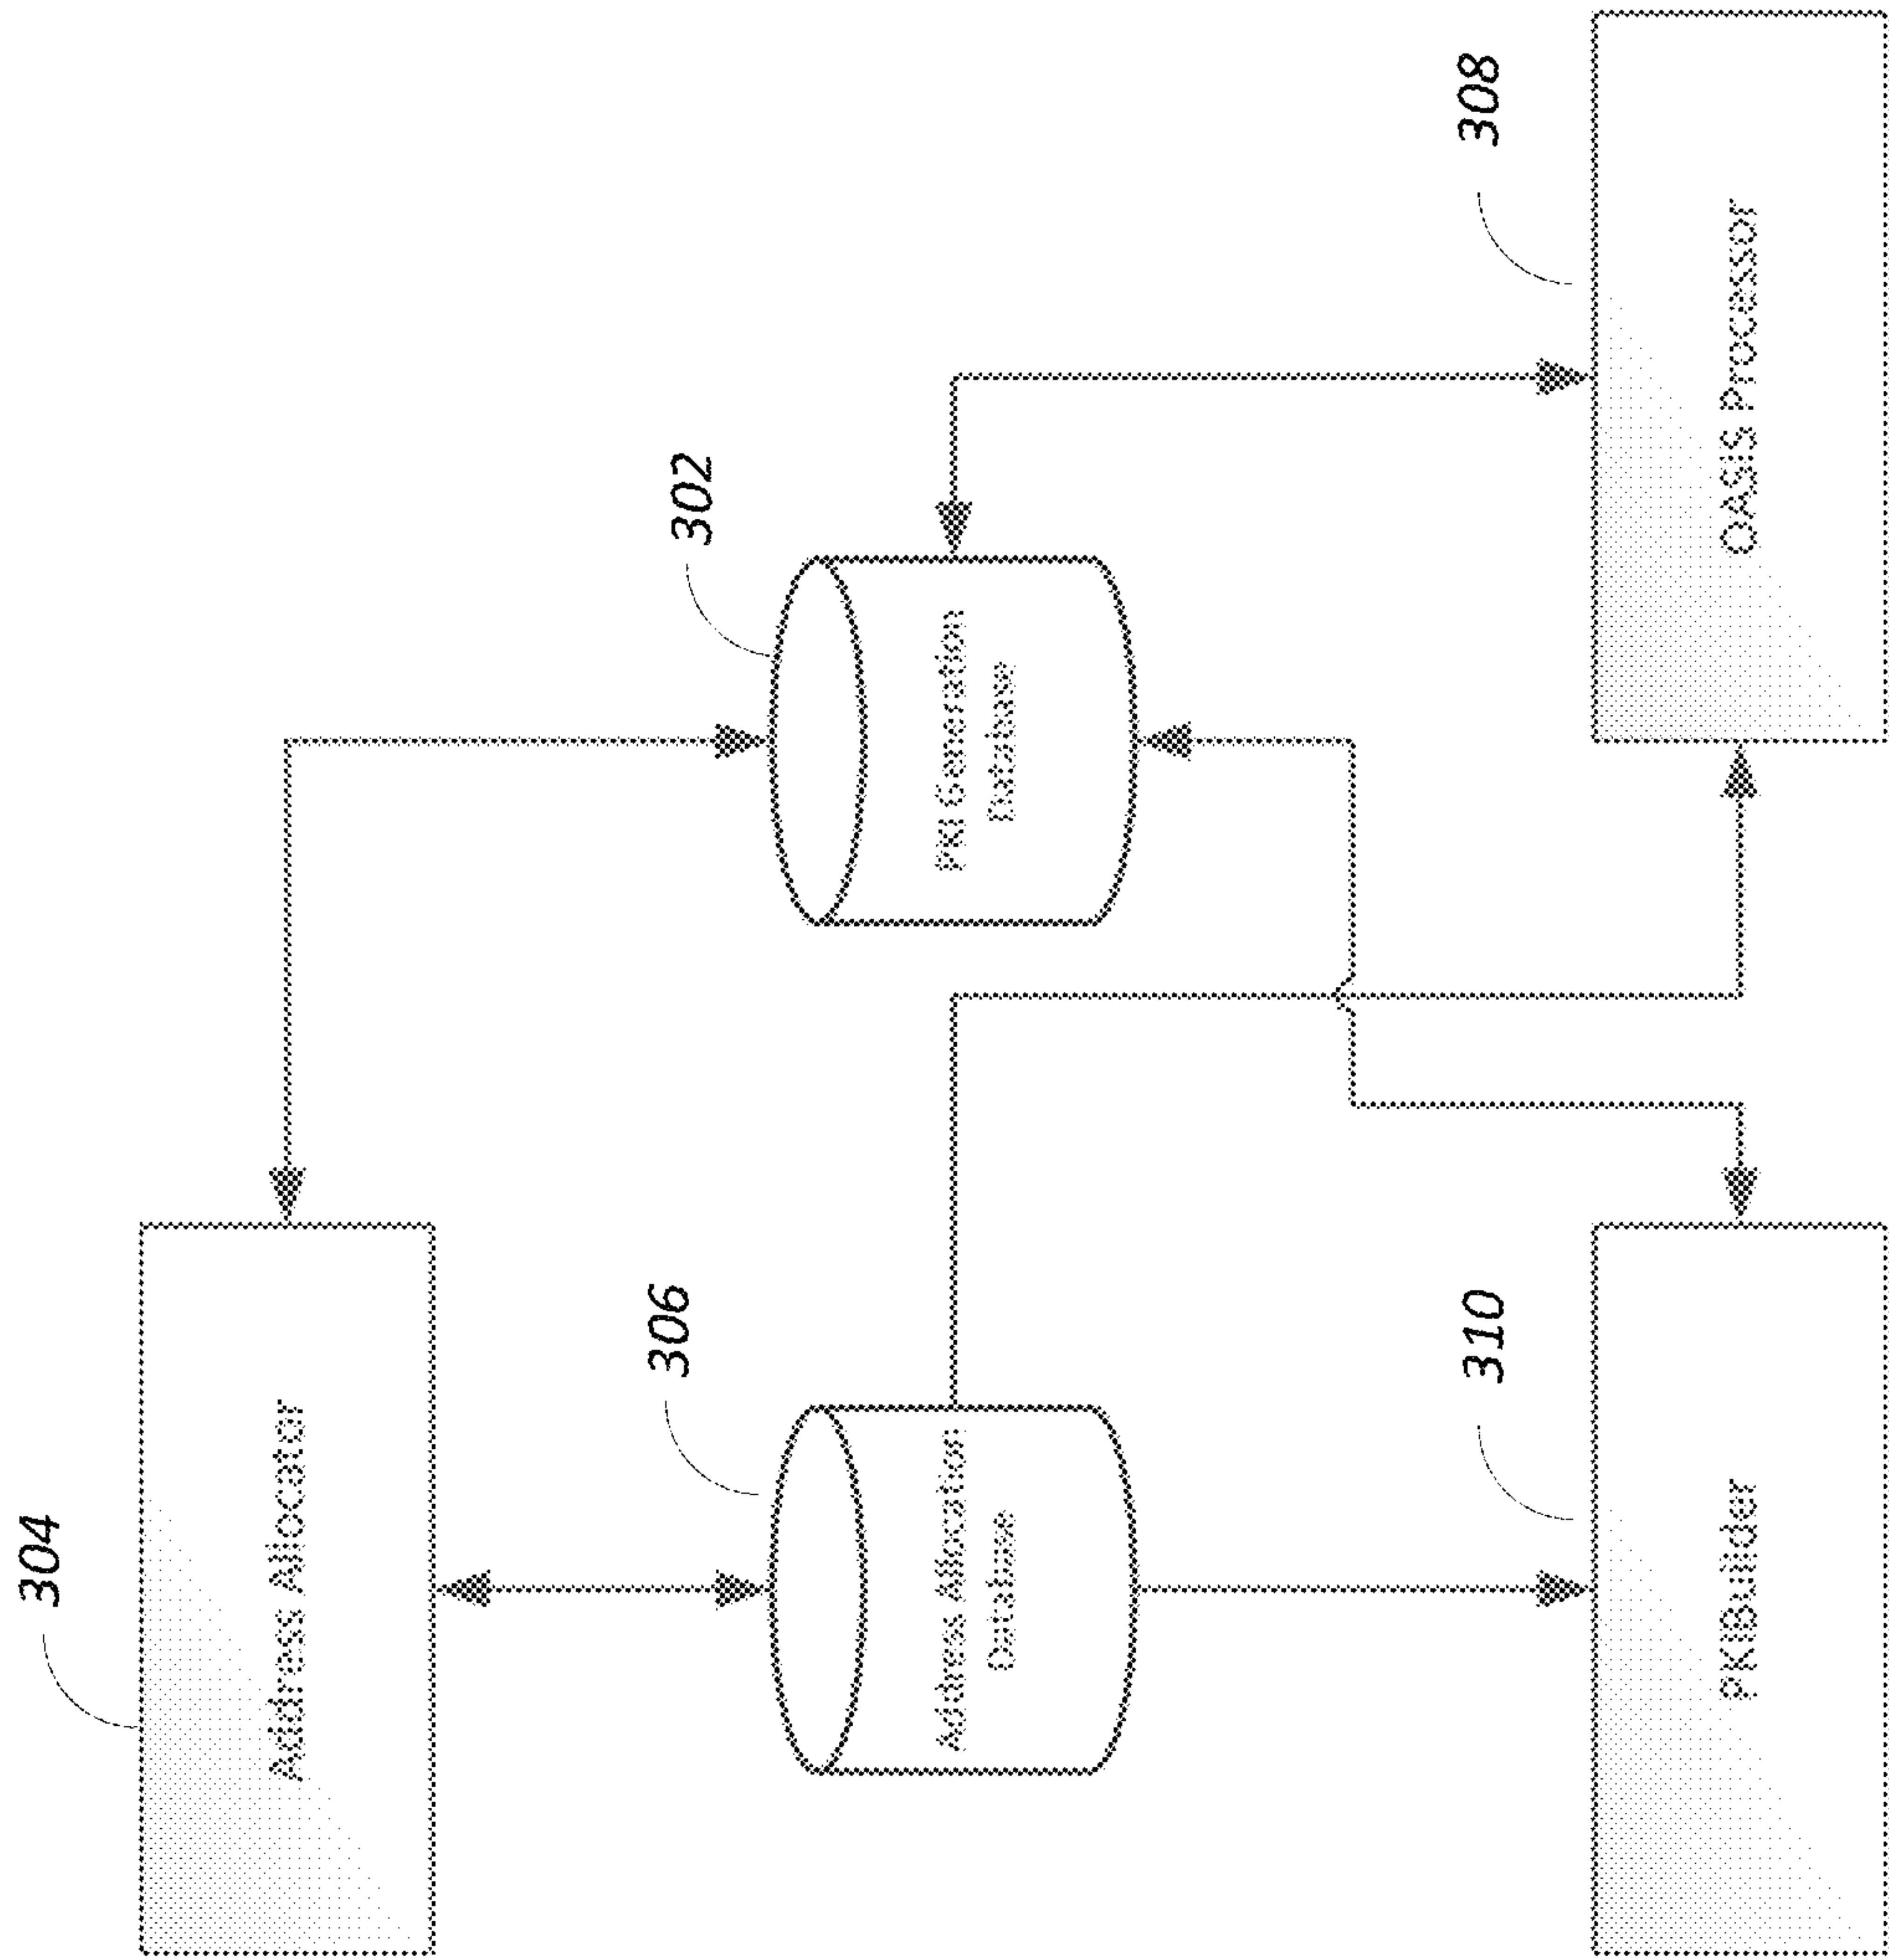 304
Address Allocator
306
Address Allocation
Database
302
PKI Generation
Database
310
PKIBuilder
308
OASIS Processor